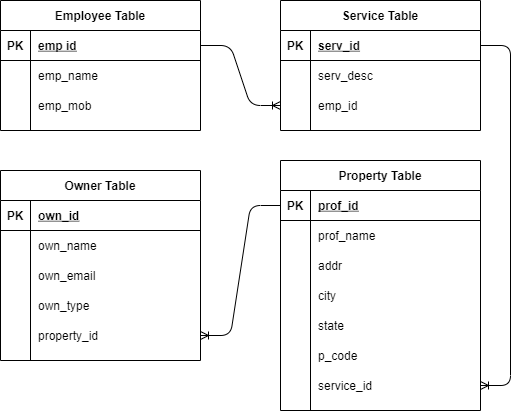 Employee Table
PK emp id
emp_name
emp_mob
Service Table
PK serv_id
serv_desc
emp_id
Owner Table
PK own_id
own_name
own_email
own_type
property_id
Property Table
PK prof_id
prof_name
addr
city
state
p_code
service_id